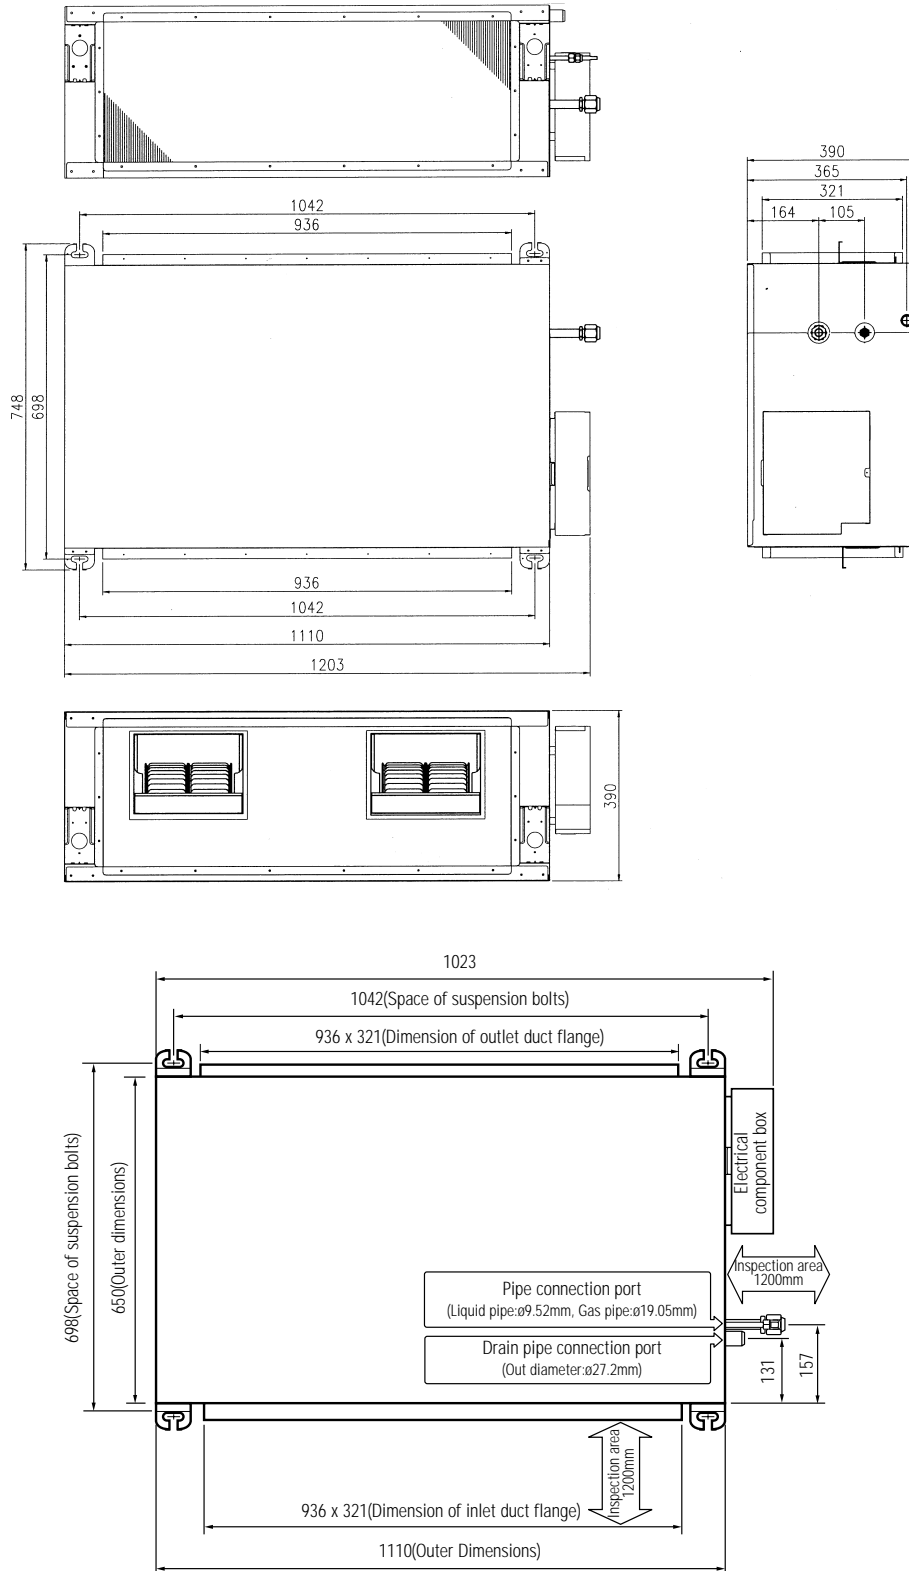 390
365
321
164
105
1042
936
748
698
936
1042
1110
1203
390
1023
1042(Space of suspension bolts)
936 x 321(Dimension of outlet duct flange)
698(Space of suspension bolts)
650(Outer dimensions)
Electrical
component box
Inspection area
1200mm
Pipe connection port
(Liquid pipe:ø9.52mm, Gas pipe:ø19.05mm)
Drain pipe connection port
(Out diameter:ø27.2mm)
131
157
Inspection area
1200mm
936 x 321(Dimension of inlet duct flange)
1110(Outer Dimensions)